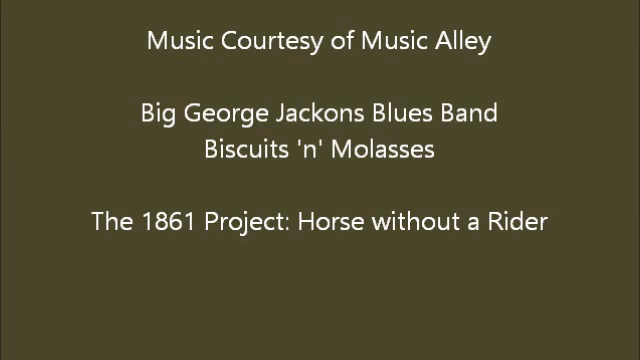 Music Courtesy of Music Alley
Big George Jackons Blues Band
Biscuits 'n' Molasses
The 1861 Project: Horse without a Rider